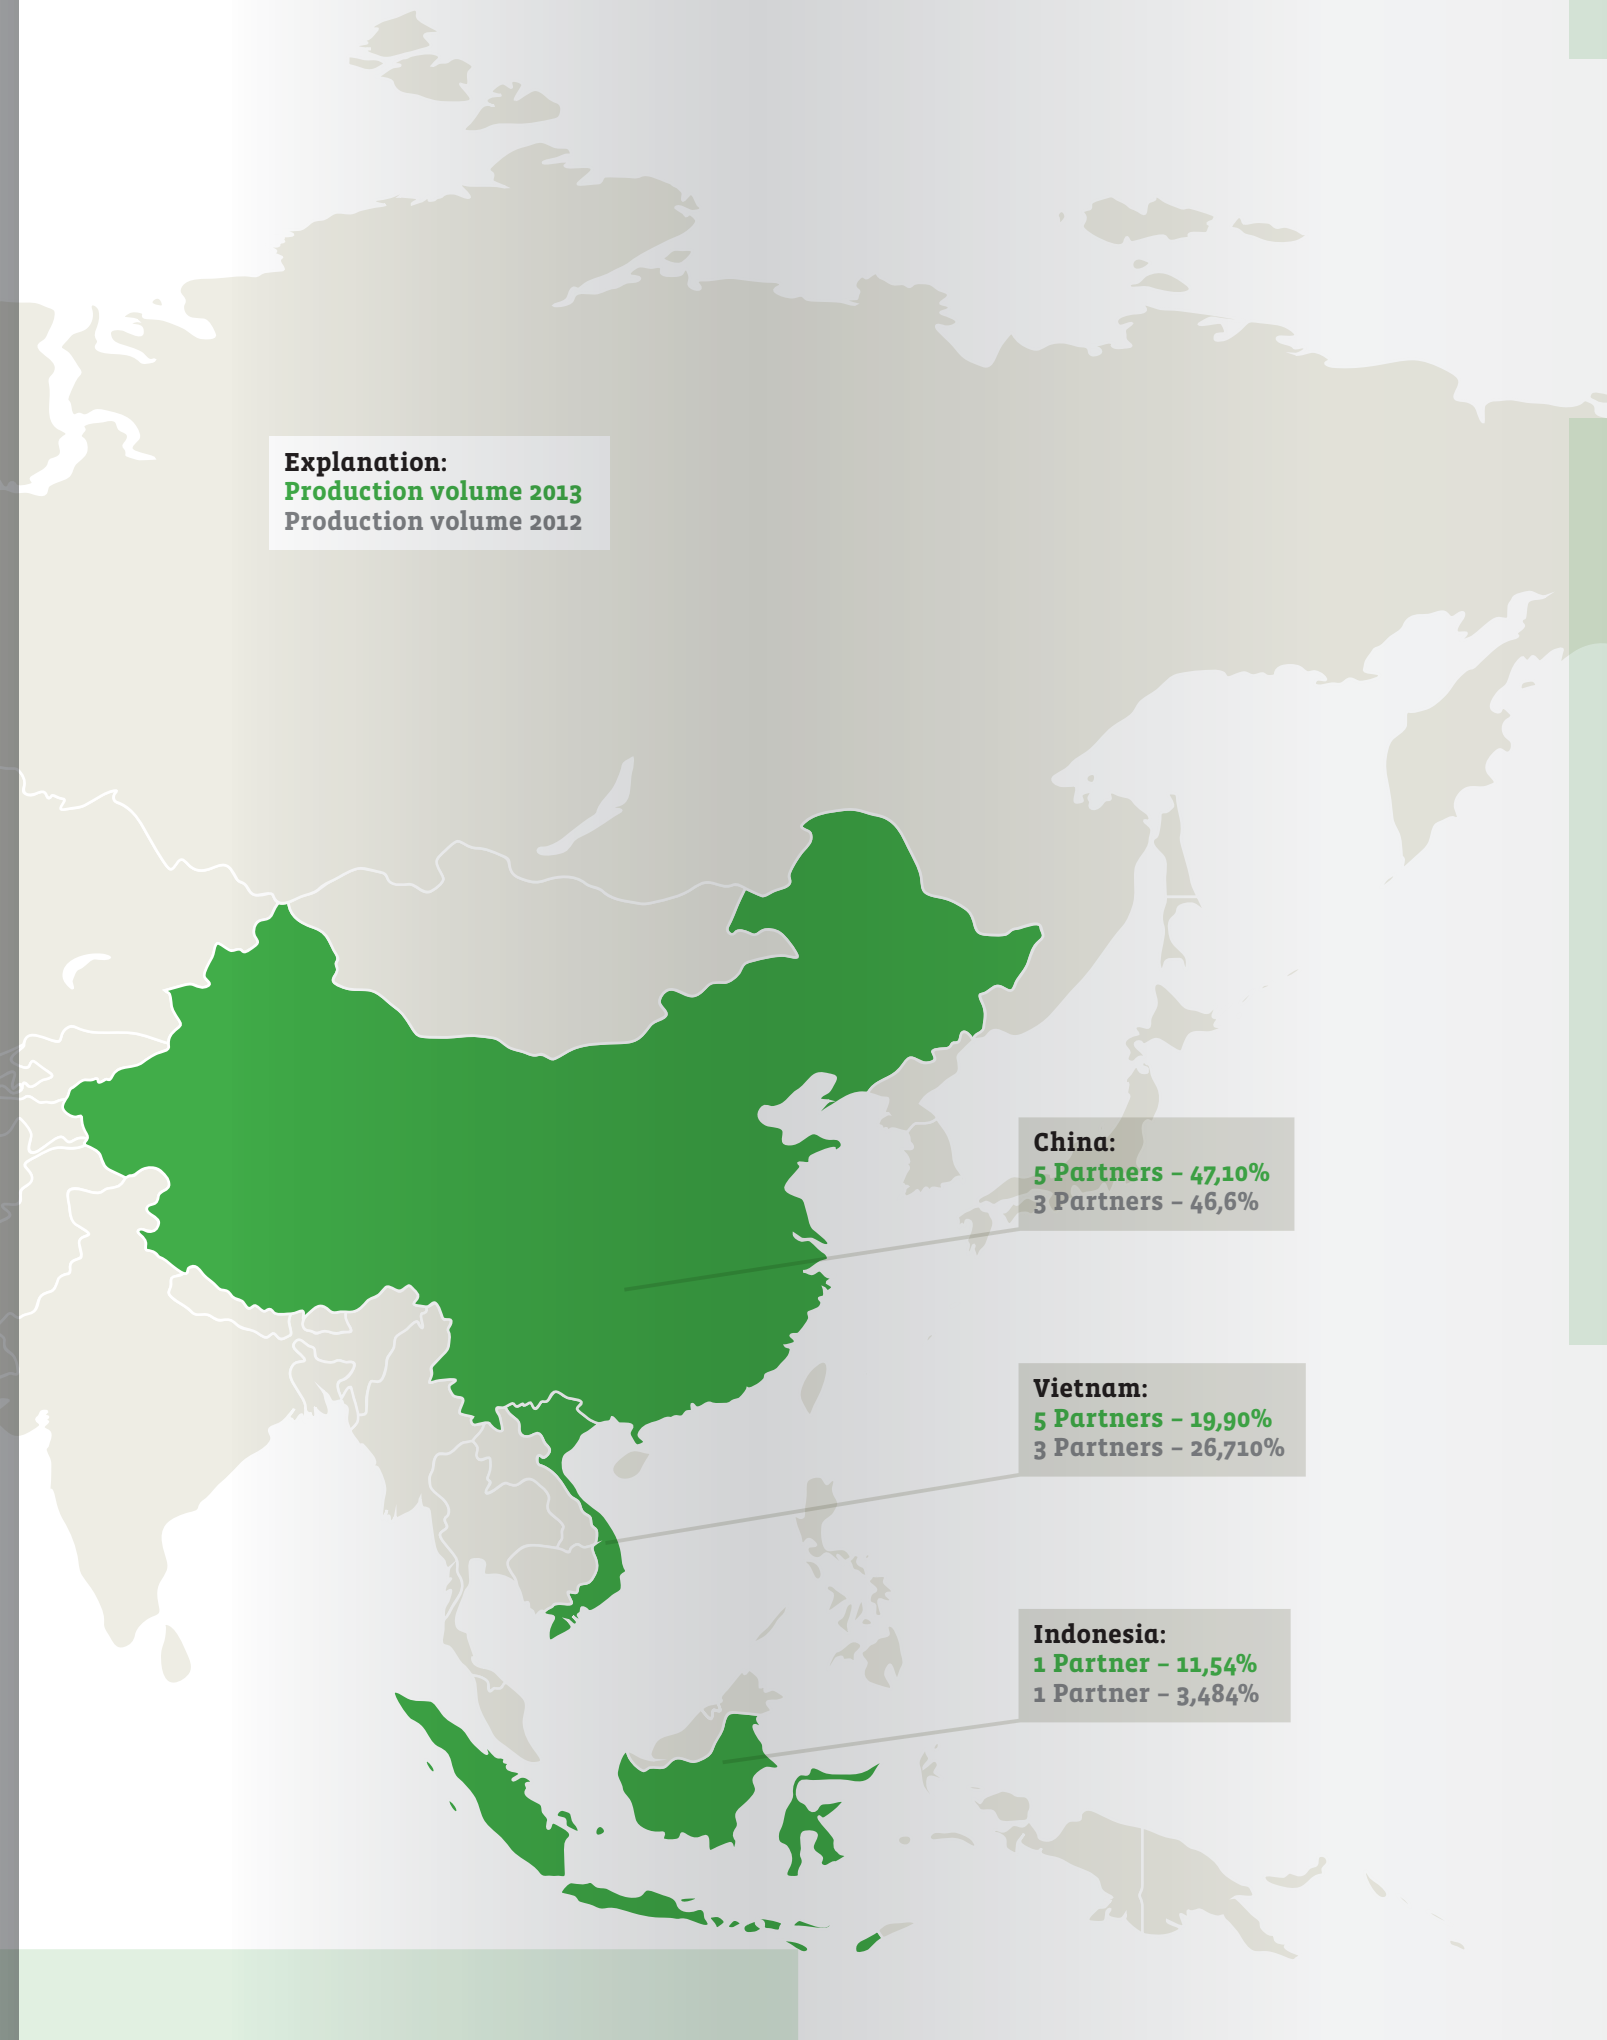 Explanation:
Production volume 2013
Production volume 2012
China:
5 Partners – 47,10%
3 Partners – 46,6%
Vietnam:
5 Partners – 19,90%
3 Partners – 26,710%
Indonesia:
1 Partner – 11,54%
1 Partner – 3,484%